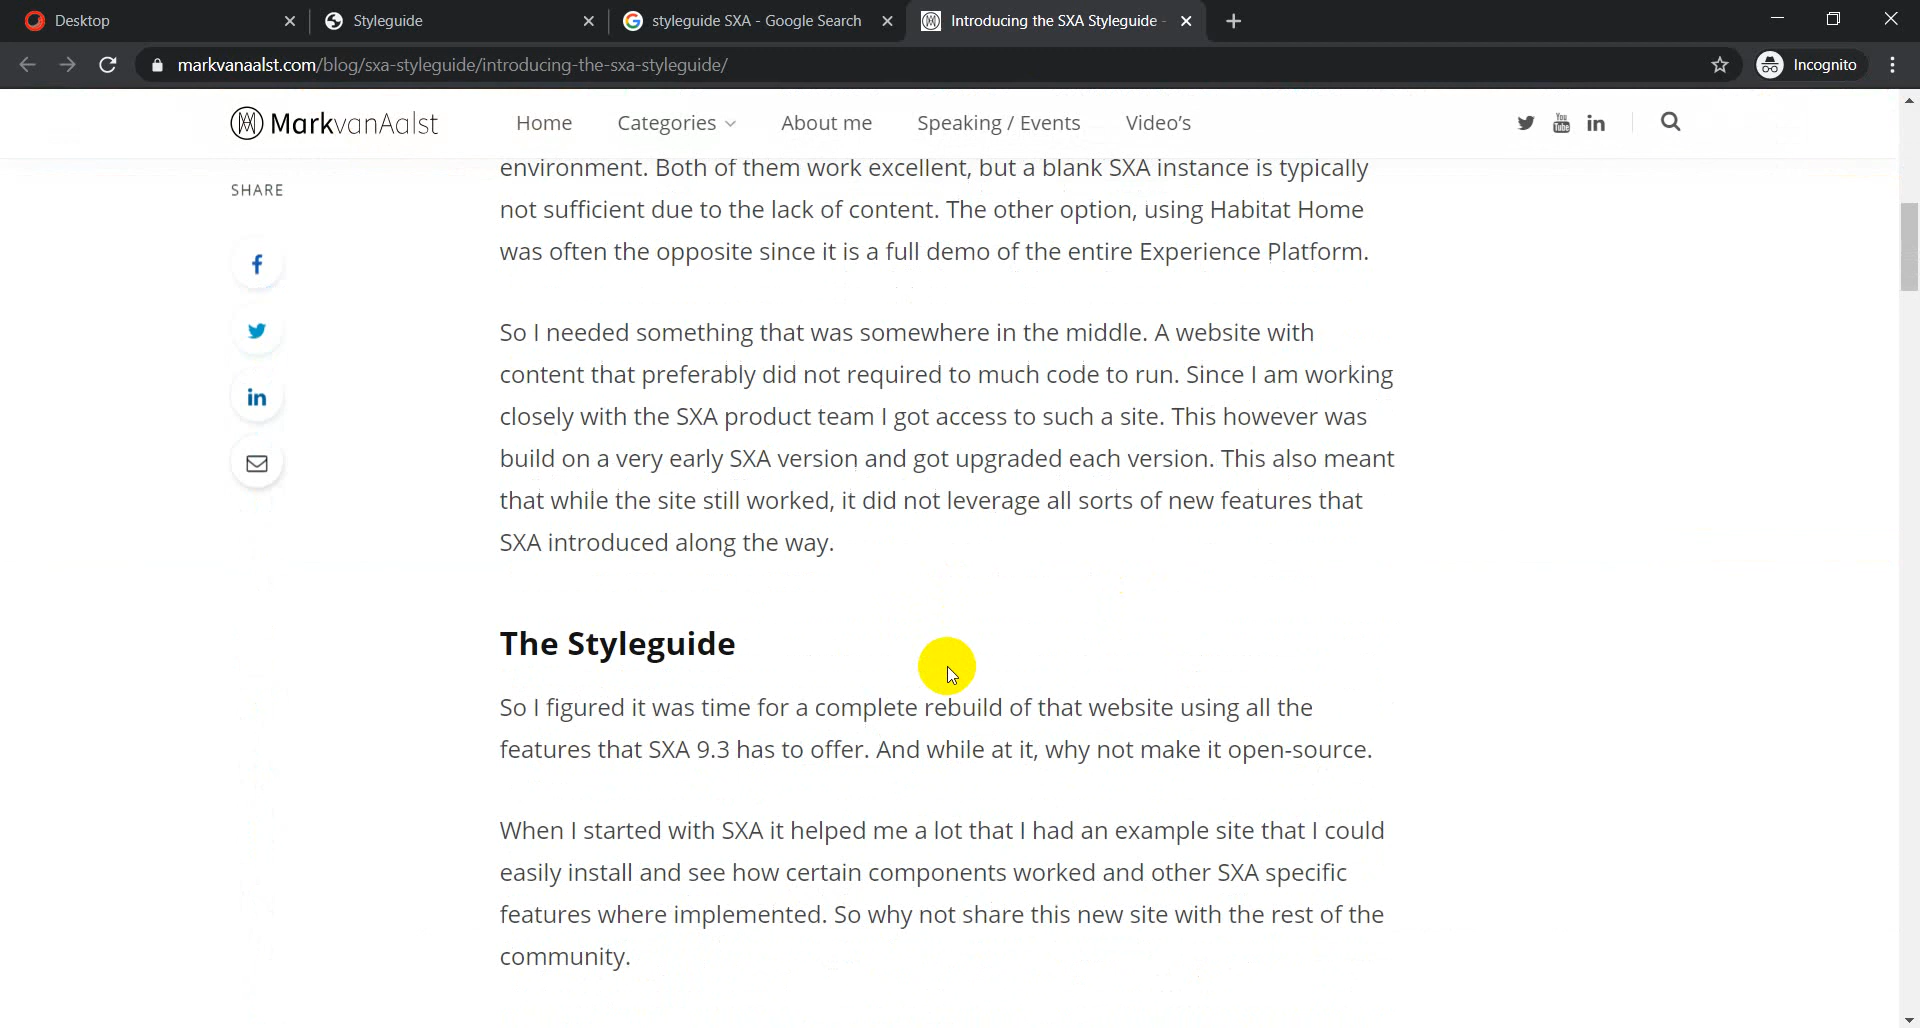 Desktop
Styleguide
styleguide SXA - Google Search
Introducing the SXA Styleguide -
markvanaalst.com/blog/sxa-styleguide/introducing-the-sxa-styleguide/
Incognito
MarkvanAalst
Home
Categories
About me
Speaking / Events
Video's
You
Tube
SHARE
environment. Both of them work excellent, but a blank SXA instance is typically
not sufficient due to the lack of content. The other option, using Habitat Home
was often the opposite since it is a full demo of the entire Experience Platform.
So I needed something that was somewhere in the middle. A website with
content that preferably did not required to much code to run. Since I am working
closely with the SXA product team I got access to such a site. This however was
build on a very early SXA version and got upgraded each version. This also meant
that while the site still worked, it did not leverage all sorts of new features that
SXA introduced along the way.
The Styleguide
So I figured it was time for a complete rebuild of that website using all the
features that SXA 9.3 has to offer. And while at it, why not make it open-source.
When I started with SXA it helped me a lot that I had an example site that I could
easily install and see how certain components worked and other SXA specific
features where implemented. So why not share this new site with the rest of the
community.